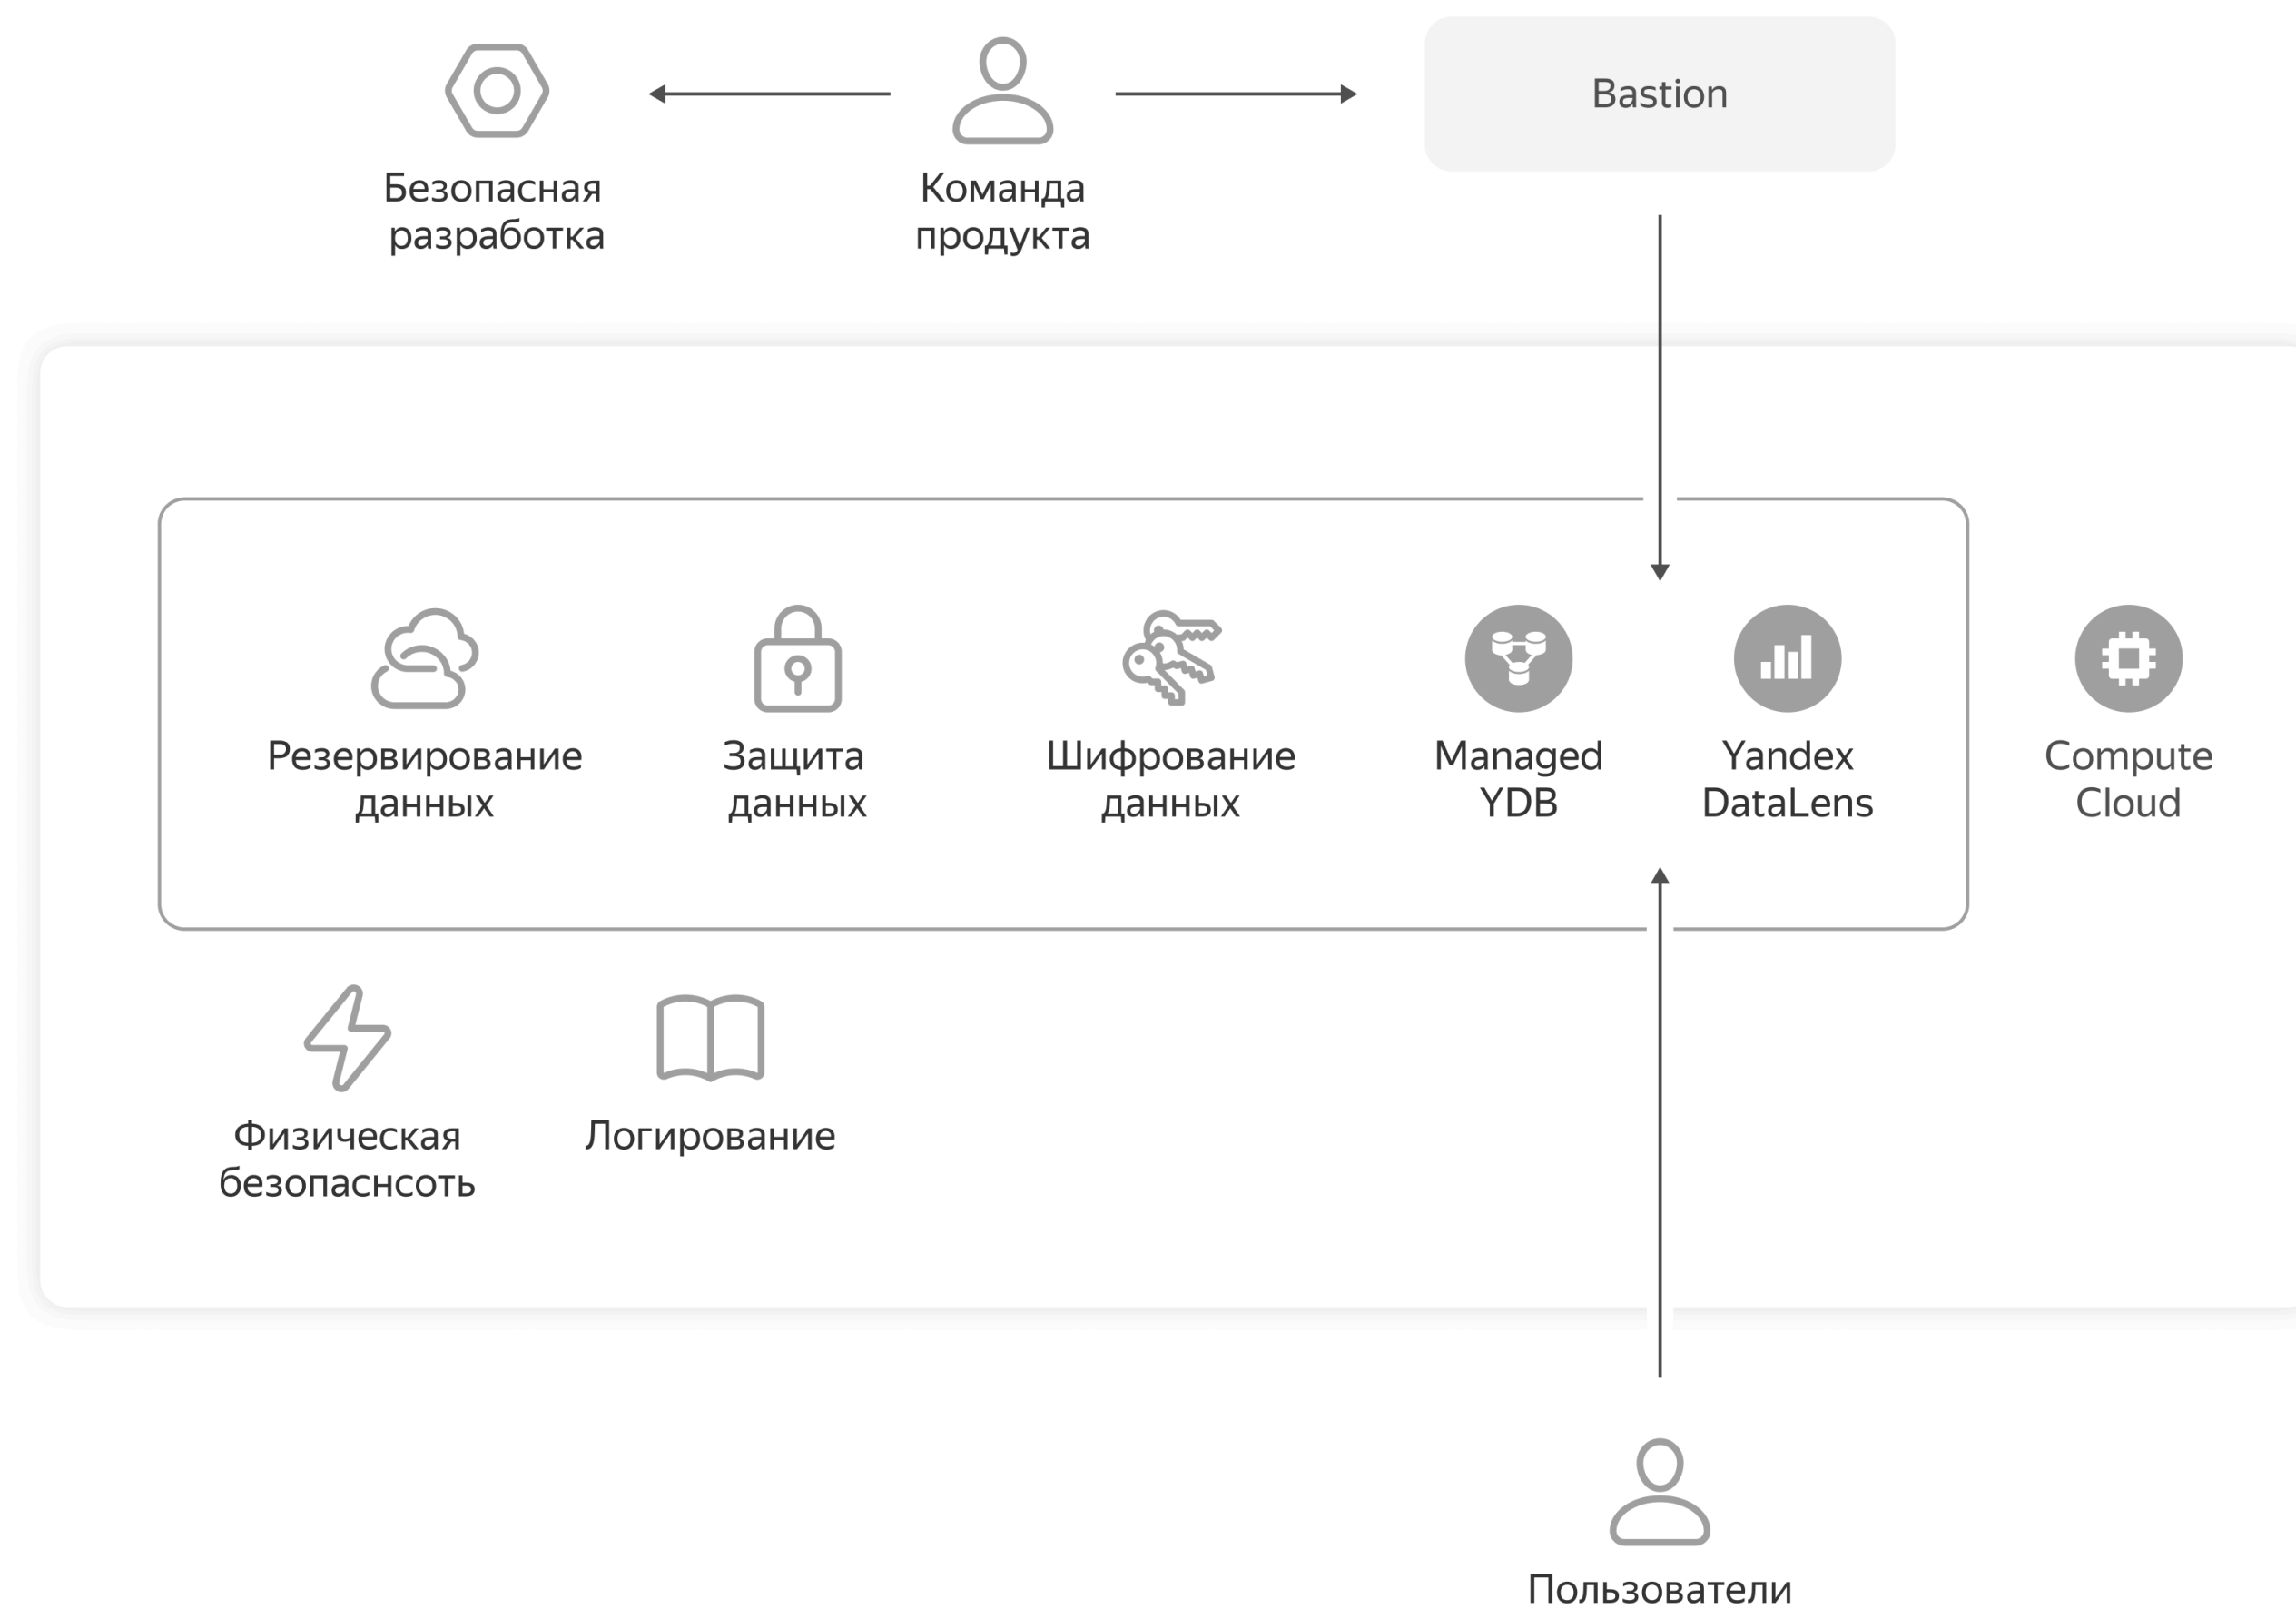 Bastion
Безопасная
разработка
Команда
продукта
Резервирование
данных
Защита
данных
Шифрование
данных
Managed
YDB
Yandex
DataLens
Compute
Cloud
Физическая
безопасность
Логирование
Пользователи